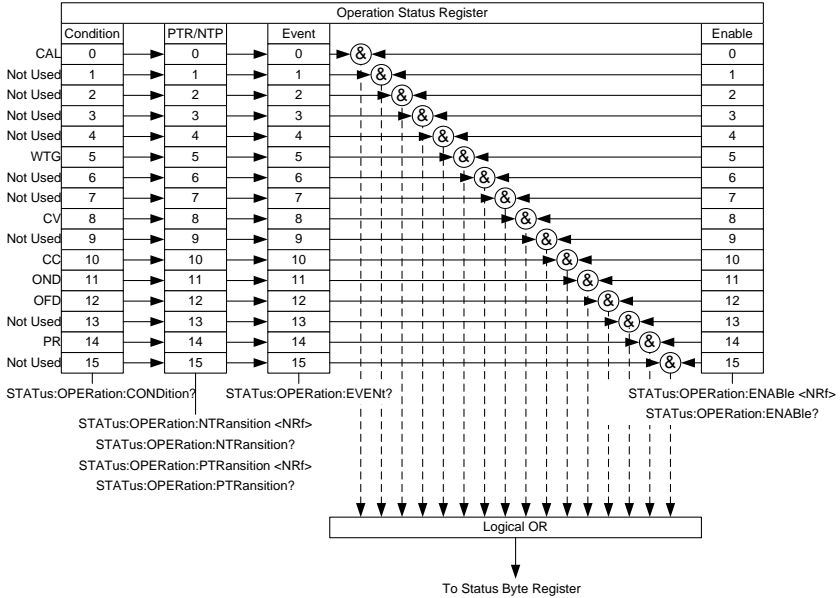 Operation Status Register
Condition PTR/NTP Event Enable
CAL 0 0 0 & 0
Not Used 1 1 1 & 1
Not Used 2 2 2 & 2
Not Used 3 3 3 & 3
Not Used 4 4 4 & 4
WTG 5 5 5 & 5
Not Used 6 6 6 & 6
Not Used 7 7 7 & 7
CV 8 8 8 & 8
Not Used 9 9 9 & 9
CC 10 10 10 & 10
OND 11 11 11 & 11
OFD 12 12 12 & 12
Not Used 13 13 13 & 13
PR 14 14 14 & 14
Not Used 15 15 15 & 15
STATus:OPERation:CONDition? STATus:OPERation:EVENt? STATus:OPERation:ENABle <NRf>
STATus:OPERation:ENABle?
STATus:OPERation:NTRansition <NRf>
STATus:OPERation:NTRansition?
STATus:OPERation:PTRansition <NRf>
STATus:OPERation:PTRansition?
Logical OR
To Status Byte Register